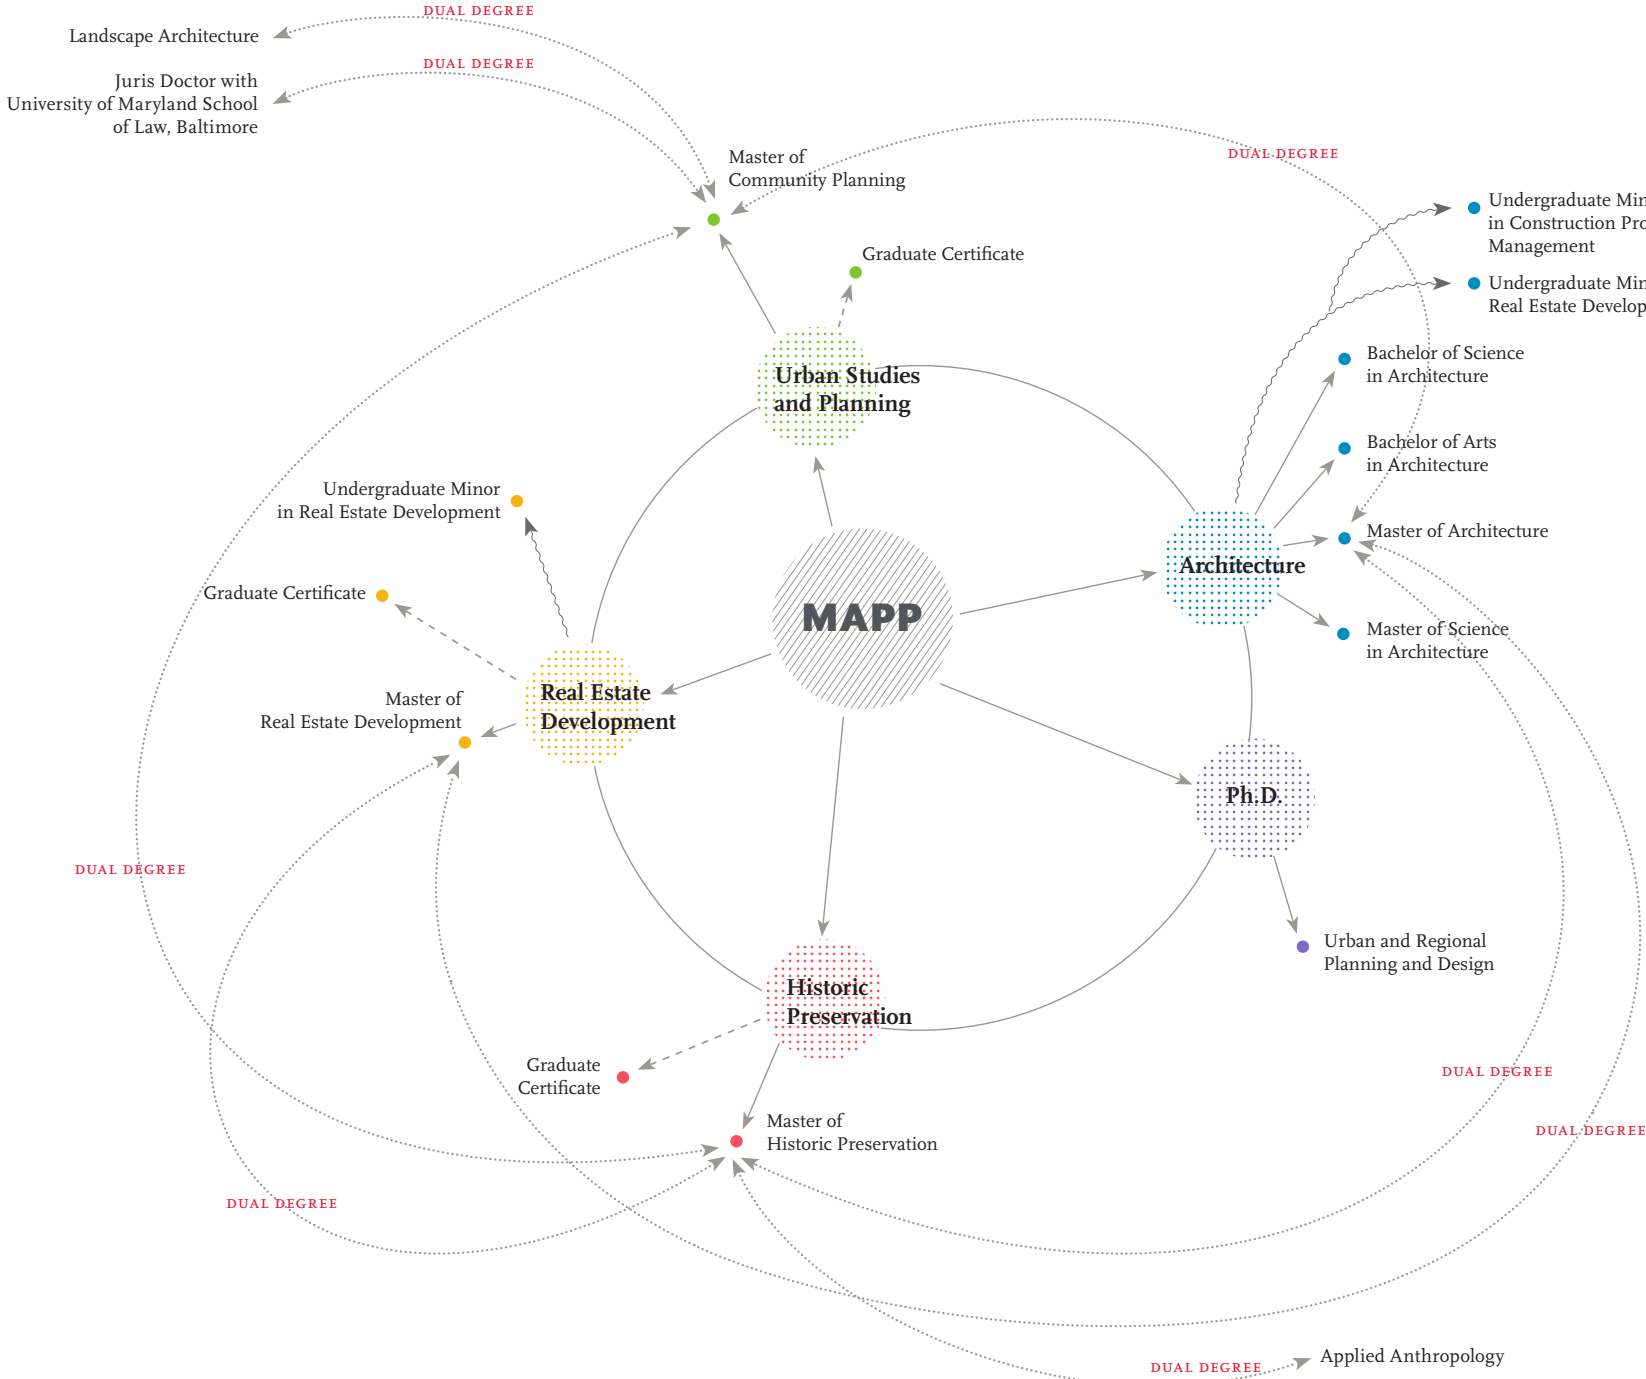 DUAL DEGREE
Landscape Architecture
DUAL DEGREE
Juris Doctor with
University of Maryland School
of Law, Baltimore
Master of
Community Planning
DUAL DEGREE
Undergraduate
in Construction
Management
Graduate Certificate
Undergraduate
Real Estate
Bachelor of Science
in Architecture
Urban Studies
and Planning
Bachelor of Arts
in Architecture
Undergraduate Minor
in Real Estate Development
Master of Architecture
Architecture
Graduate Certificate
MAPP
Master of Science
in Architecture
Real Estate
Development
Master of
Real Estate Development
Ph.D.
DUAL DEGREE
Urban and Regional
Planning and Design
Historic
Preservation
Graduate
Certificate
DUAL DEGREE
Master of
Historic Preservation
DUAL DEGREE
DUAL DEGREE
Applied Anthropology
DUAL DEGREE